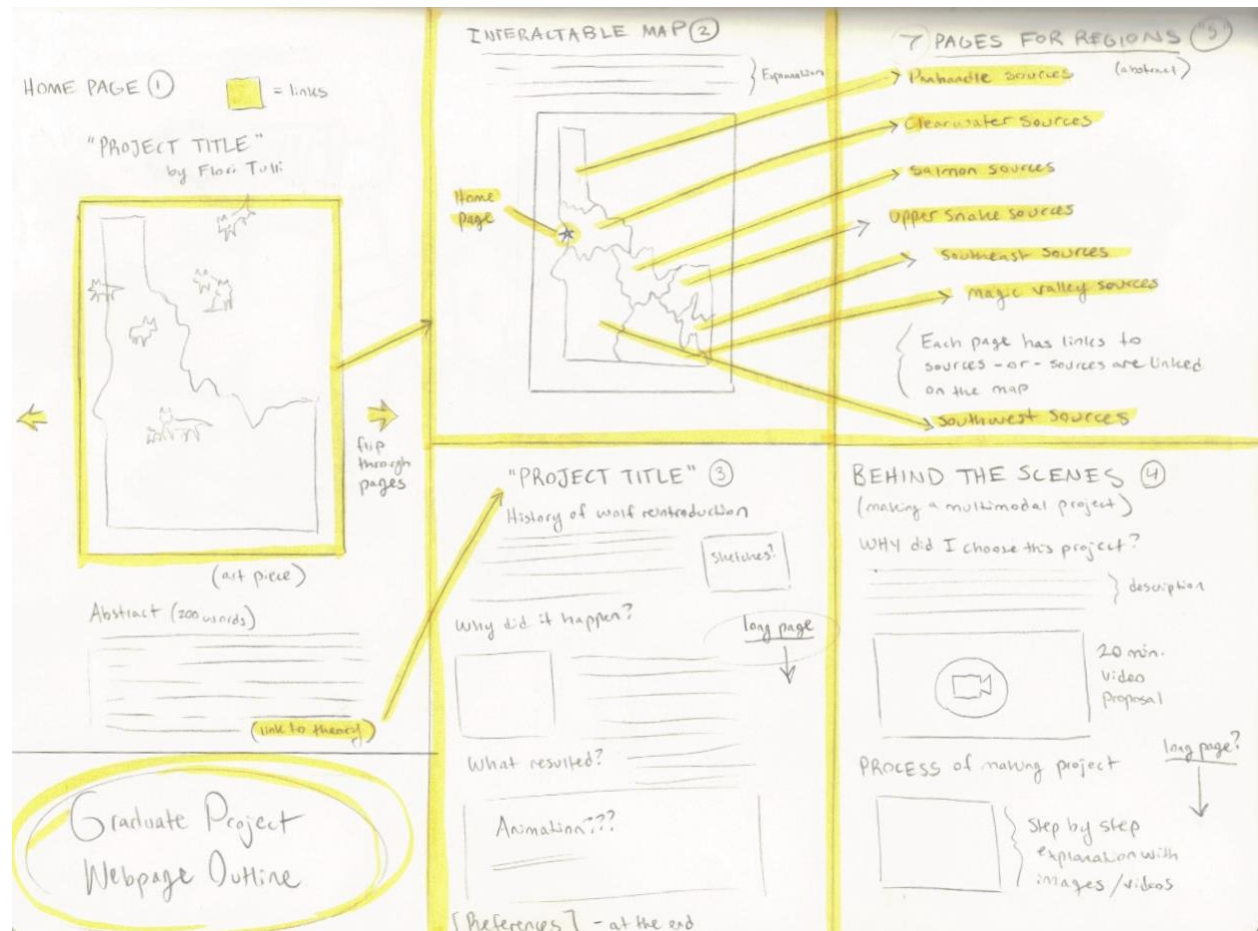 HOME PAGE ①
= links
"PROJECT TITLE"
by Flori Tulli
flip
through
pages
(art piece)
Abstract (200 words)
(link to theory)
Graduate Project
Webpage Outline
INTERACTABLE MAP ②
Explanation
Home
page
7 PAGES FOR REGIONS "5"
(abstract)
Panhandle sources
Clearwater sources
Salmon sources
Upper Snake sources
Southeast sources
magic valley sources
Each page has links to
sources -or- sources are linked
on the map
Southwest sources
"PROJECT TITLE" ③
History of wolf reintroduction
sketches?
Why did it happen?
long page
What resulted?
Animation???
[References] - at the end
BEHIND THE SCENES ④
(making a multimodal project)
WHY did I choose this project?
description
20 min.
video
proposal
long page?
PROCESS of making project
Step by step
explanation with
images/videos